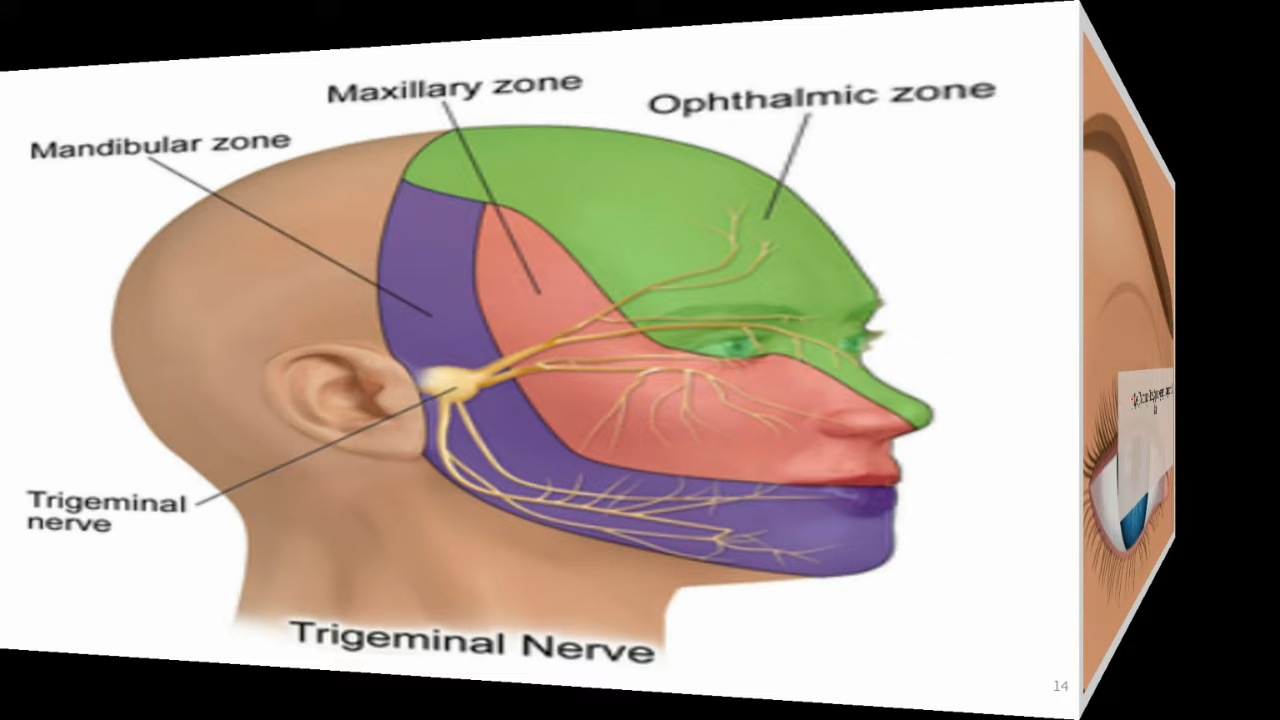 Maxillary zone
Ophthalmic zone
Mandibular zone
Trigeminal
nerve
Trigeminal Nerve
14